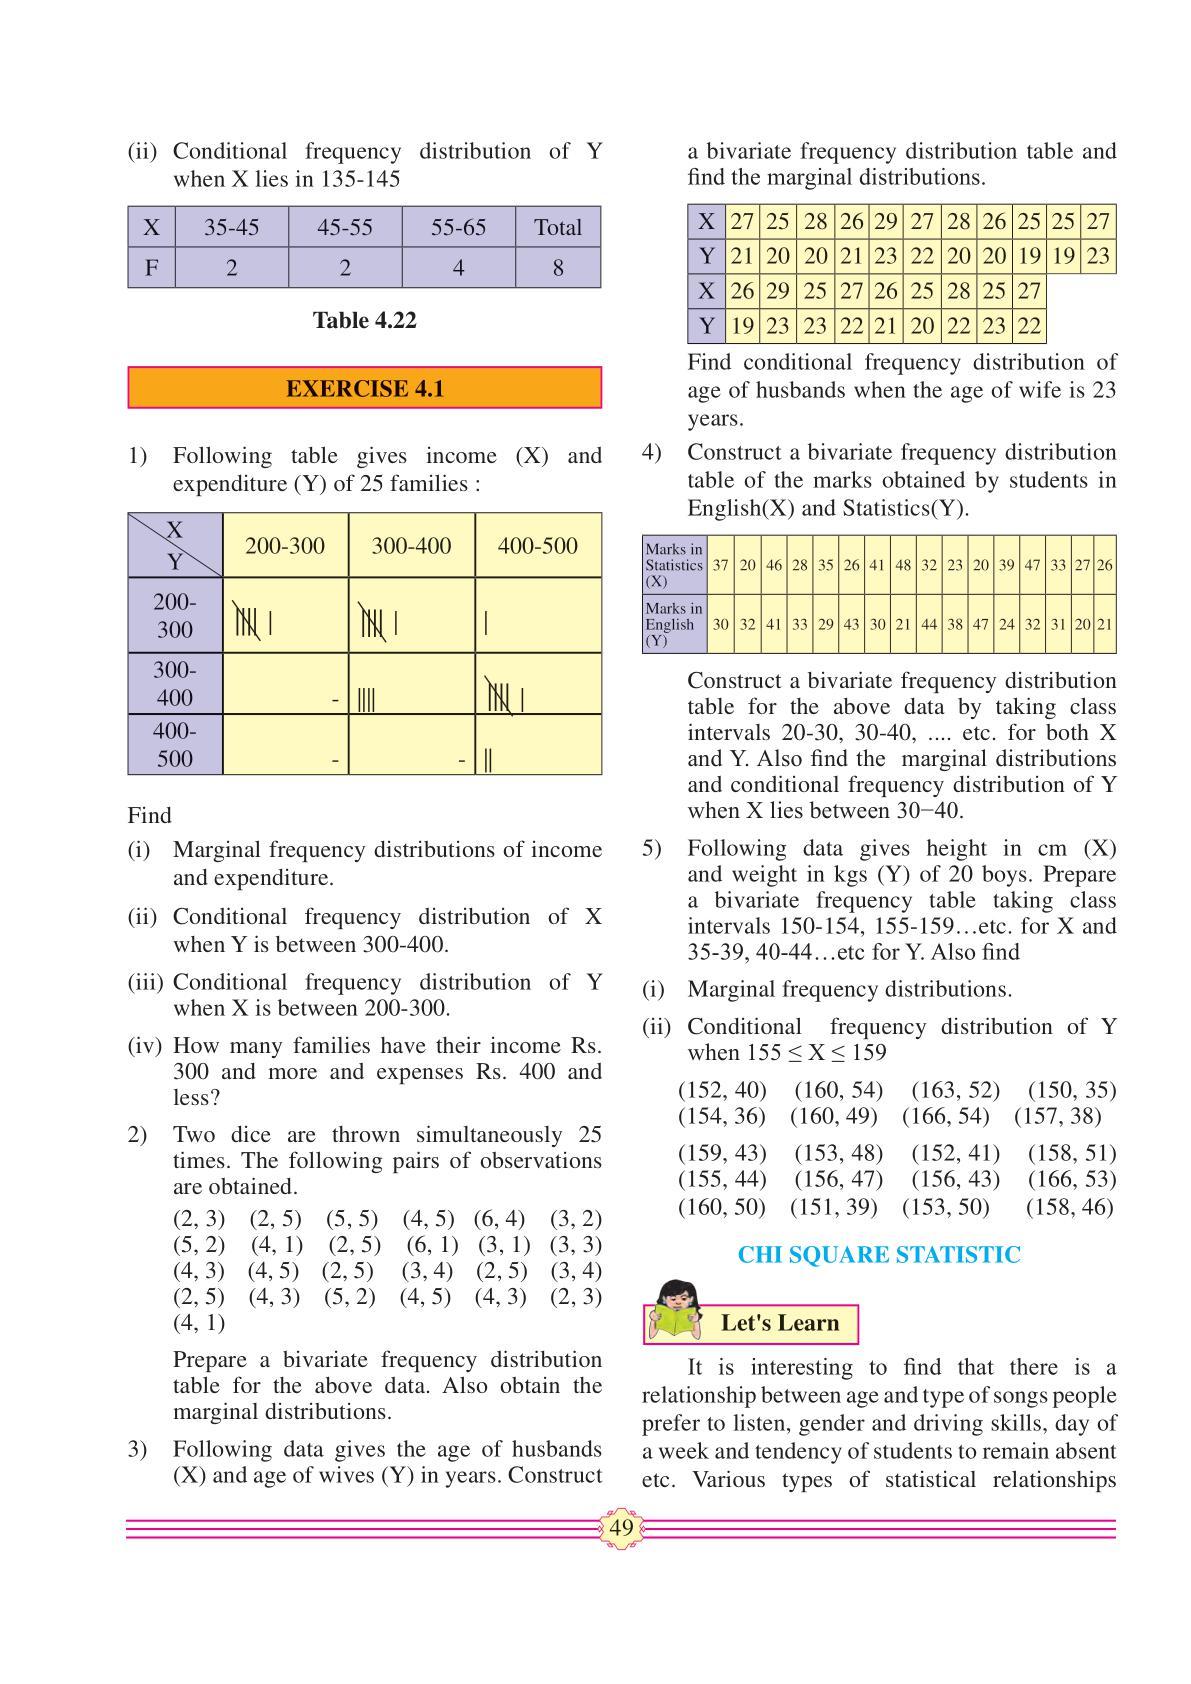 (ii) Conditional frequency distribution of Y
when X lies in 135-145
X 35-45 45-55 55-65 Total
F 2 2 4 8
Table 4.22
EXERCISE 4.1
1) Following table gives income (X) and
expenditure (Y) of 25 families :
X
Y
200-300 300-400 400-500
200-
300
300-
400 -
400-
500 - -
Find
(i) Marginal frequency distributions of income
and expenditure.
(ii) Conditional frequency distribution of X
when Y is between 300-400.
(iii) Conditional frequency distribution of Y
when X is between 200-300.
(iv) How many families have their income Rs.
300 and more and expenses Rs. 400 and
less?
2) Two dice are thrown simultaneously 25
times. The following pairs of observations
are obtained.
(2, 3) (2, 5) (5, 5) (4, 5) (6, 4) (3, 2)
(5, 2) (4, 1) (2, 5) (6, 1) (3, 1) (3, 3)
(4, 3) (4, 5) (2, 5) (3, 4) (2, 5) (3, 4)
(2, 5) (4, 3) (5, 2) (4, 5) (4, 3) (2, 3)
(4, 1)
Prepare a bivariate frequency distribution
table for the above data. Also obtain the
marginal distributions.
3) Following data gives the age of husbands
(X) and age of wives (Y) in years. Construct
a bivariate frequency distribution table and
find the marginal distributions.
X 27 25 28 26 29 27 28 26 25 25 27
Y 21 20 20 21 23 22 20 20 19 19 23
X 26 29 25 27 26 25 28 25 27
Y 19 23 23 22 21 20 22 23 22
Find conditional frequency distribution of
age of husbands when the age of wife is 23
years.
4) Construct a bivariate frequency distribution
table of the marks obtained by students in
English(X) and Statistics(Y).
Marks in
Statistics 37 20 46 28 35 26 41 48 32 23 20 39 47 33 27 26
(X)
Marks in
English 30 32 41 33 29 43 30 21 44 38 47 24 32 31 20 21
(Y)
Construct a bivariate frequency distribution
table for the above data by taking class
intervals 20-30, 30-40, .... etc. for both X
and Y. Also find the marginal distributions
and conditional frequency distribution of Y
when X lies between 30−40.
5) Following data gives height in cm (X)
and weight in kgs (Y) of 20 boys. Prepare
a bivariate frequency table taking class
intervals 150-154, 155-159…etc. for X and
35-39, 40-44…etc for Y. Also find
(i) Marginal frequency distributions.
(ii) Conditional frequency distribution of Y
when 155 ≤ X ≤ 159
(152, 40) (160, 54) (163, 52) (150, 35)
(154, 36) (160, 49) (166, 54) (157, 38)
(159, 43) (153, 48) (152, 41) (158, 51)
(155, 44) (156, 47) (156, 43) (166, 53)
(160, 50) (151, 39) (153, 50) (158, 46)
CHI SQUARE STATISTIC
Let's Learn
It is interesting to find that there is a
relationship between age and type of songs people
prefer to listen, gender and driving skills, day of
a week and tendency of students to remain absent
etc. Various types of statistical relationships
49